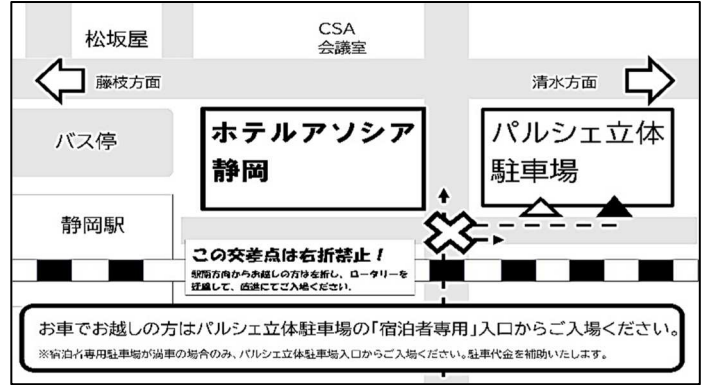 松坂屋
CSA
会議室
藤枝方面
清水方面
バス停
ホテルアソシア
静岡
パルシェ立体
駐車場
静岡駅
この交差点は右折禁止！
駅南方向からお越しの方は左折し、ロータリーを
経由して、直進にてご入場ください。
お車でお越しの方はパルシェ立体駐車場の「宿泊者専用」入口からご入場ください。
※宿泊者専用駐車場が満車の場合のみ、パルシェ立体駐車場入口からご入場ください。駐車代金を補助いたします。